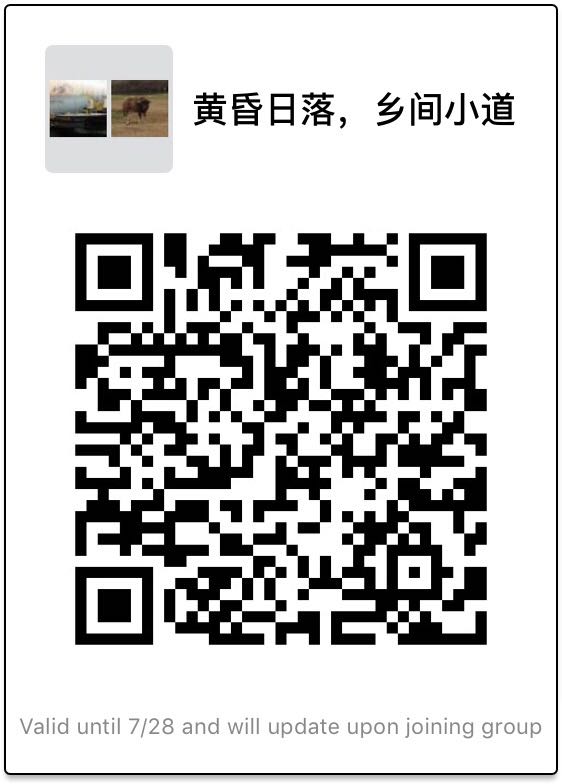 黄昏日落，乡间小道
Valid until 7/28 and will update upon joining group